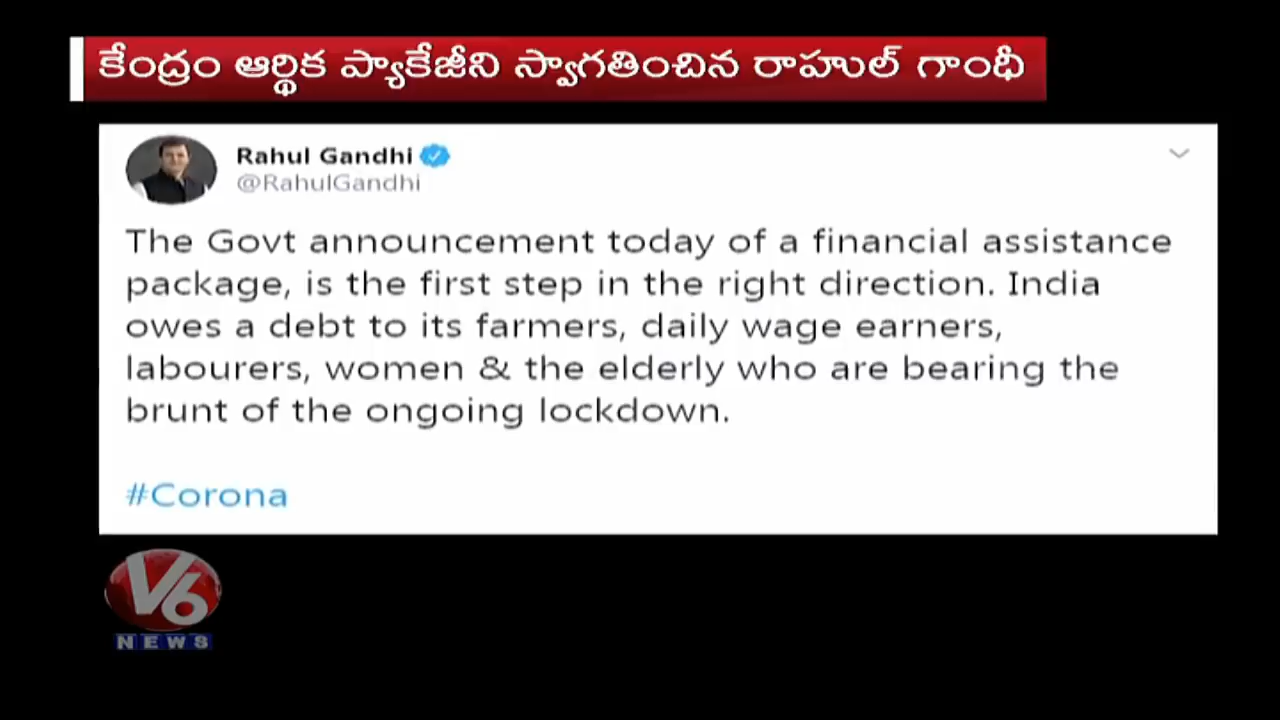 కేంద్రం ఆర్థిక ప్యాకేజీని స్వాగతించిన రాహుల్ గాంధీ
Rahul Gandhi
@RahulGandhi
The Govt announcement today of a financial assistance
package, is the first step in the right direction. India
owes a debt to its farmers, daily wage earners,
labourers, women & the elderly who are bearing the
brunt of the ongoing lockdown.
#Corona
V6
NEWS